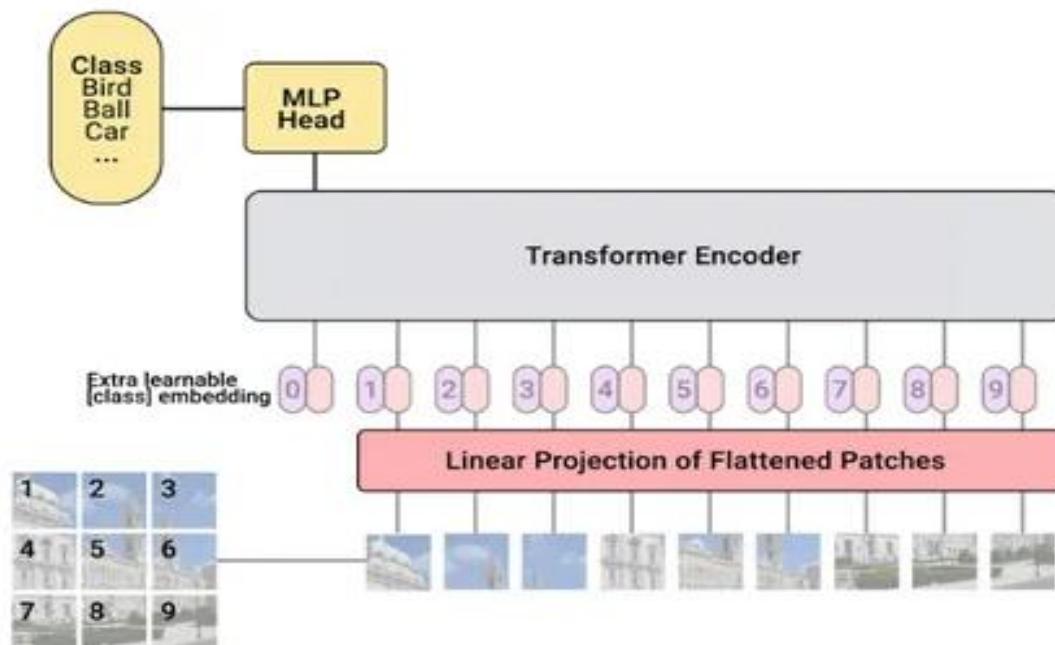 Class
Bird
Ball
Car
...
MLP
Head
Transformer Encoder
Extra learnable
[class] embedding
0 1 2 3 4 5 6 7 8 9
Linear Projection of Flattened Patches
1 2 3
4 5 6
7 8 9